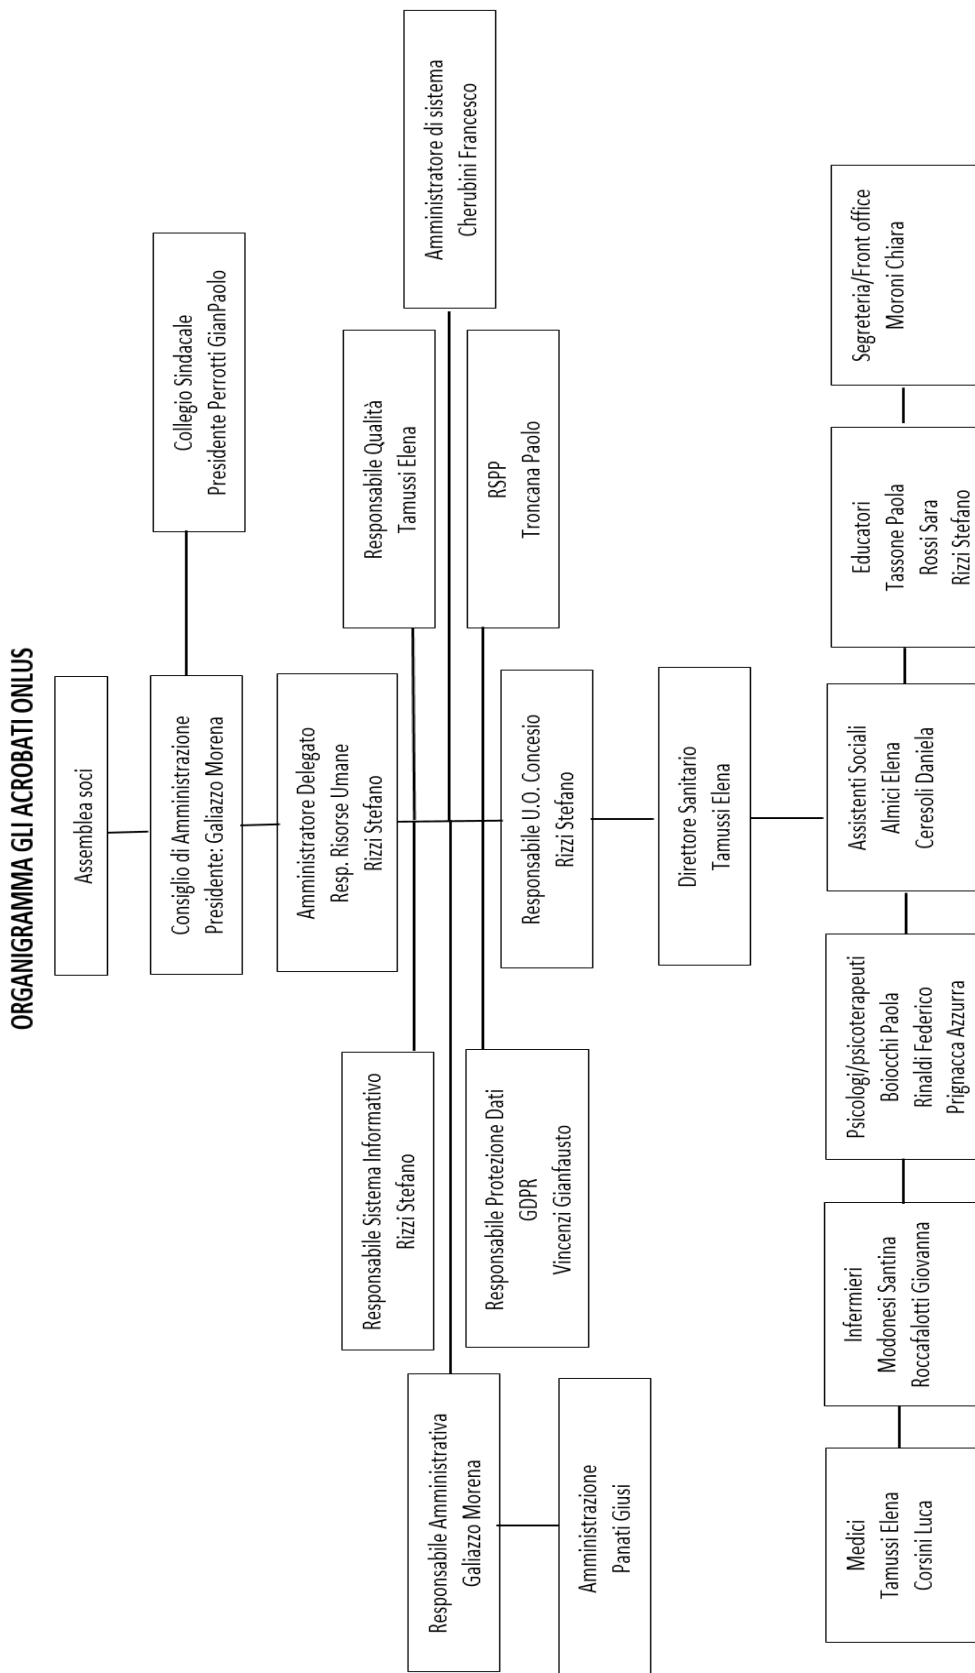 ORGANIGRAMMA GLI ACROBATI ONLUS
Assemblea soci
Consiglio di Amministrazione
Presidente: Galiazzo Morena
Collegio Sindacale
Presidente Perrotti GianPaolo
Amministratore Delegato
Resp. Risorse Umane
Rizzi Stefano
Responsabile Sistema Informativo
Rizzi Stefano
Responsabile Qualità
Tamussi Elena
Responsabile Amministrativa
Galiazzo Morena
Amministratore di sistema
Cherubini Francesco
Responsabile Protezione Dati
GDPR
Vincenzi Gianfausto
RSPP
Troncana Paolo
Responsabile U.O. Concesio
Rizzi Stefano
Amministrazione
Panati Giusi
Direttore Sanitario
Tamussi Elena
Medici
Tamussi Elena
Corsini Luca
Infermieri
Modonesi Santina
Roccafalotti Giovanna
Psicologi/psicoterapeuti
Boiocchi Paola
Rinaldi Federico
Prignacca Azzurra
Assistenti Sociali
Almici Elena
Ceresoli Daniela
Educatori
Tassone Paola
Rossi Sara
Rizzi Stefano
Segreteria/Front office
Moroni Chiara